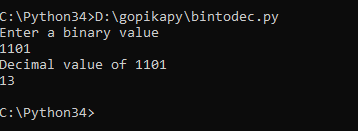 C:\Python34>D:\gopikapy\bintodec.py
Enter a binary value
1101
Decimal value of 1101
13
C:\Python34>